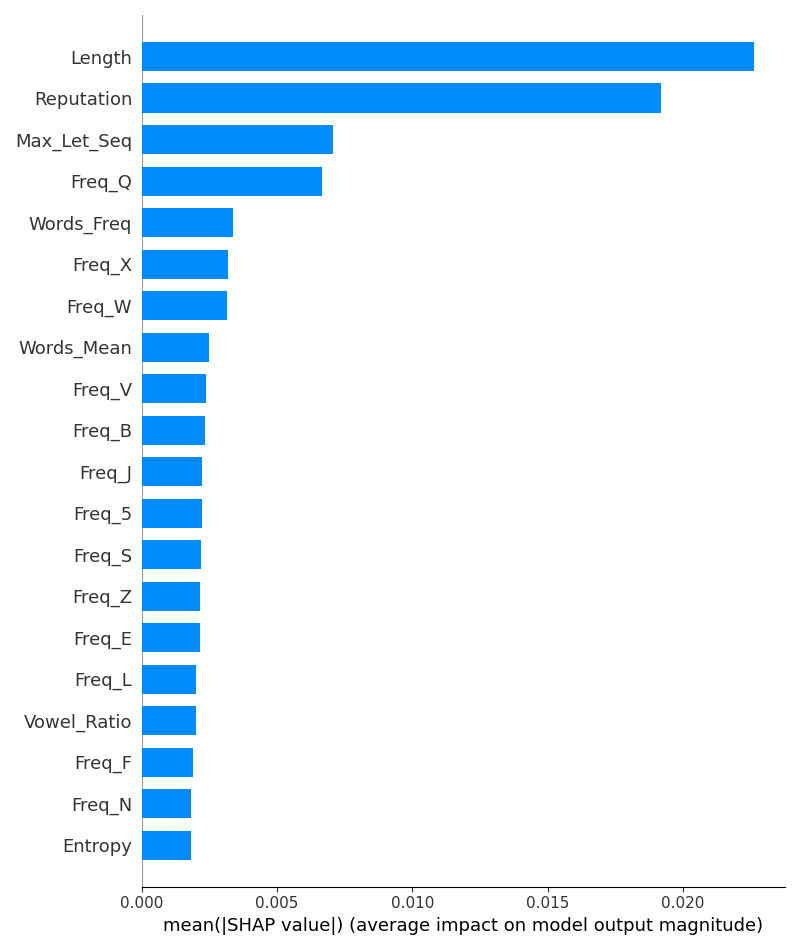 Length
Reputation
Max_Let_Seq
Freq_Q
Words_Freq
Freq_X
Freq_W
Words_Mean
Freq_V
Freq_B
Freq_J
Freq_5
Freq_S
Freq_Z
Freq_E
Freq_L
Vowel_Ratio
Freq_F
Freq_N
Entropy
0.000 0.005 0.010 0.015 0.020
mean(|SHAP value|) (average impact on model output magnitude)